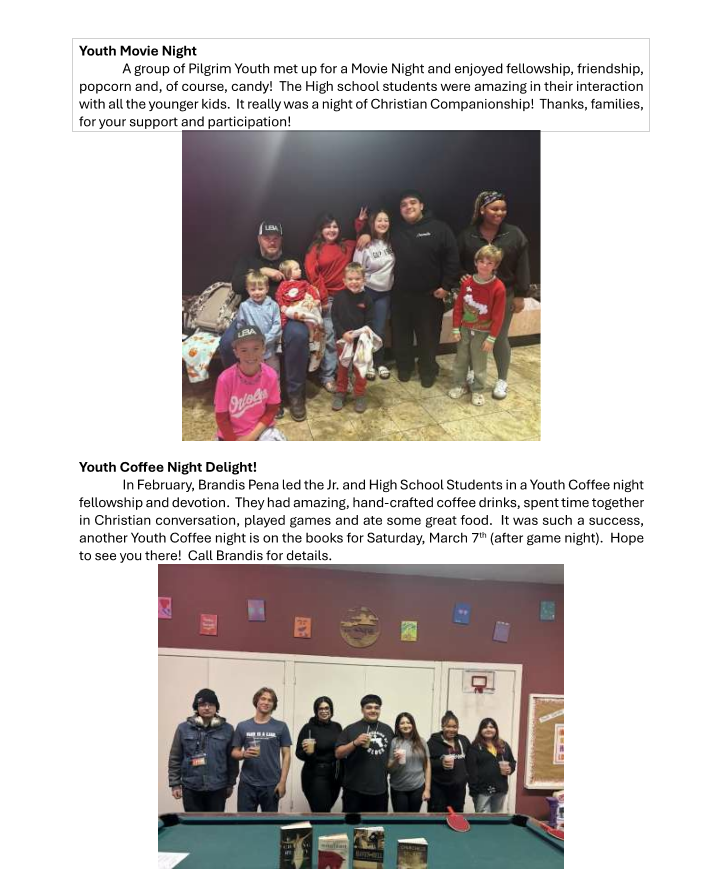 Youth Movie Night
A group of Pilgrim Youth met up for a Movie Night and enjoyed fellowship, friendship,
popcorn and, of course, candy!  The High school students were amazing in their interaction
with all the younger kids.  It really was a night of Christian Companionship!  Thanks, families,
for your support and participation!
UBA
UBA
Orioles
Youth Coffee Night Delight!
In February, Brandis Pena led the Jr. and High School Students in a Youth Coffee night
fellowship and devotion.  They had amazing, hand-crafted coffee drinks, spent time together
in Christian conversation, played games and ate some great food.  It was such a success,
another Youth Coffee night is on the books for Saturday, March 7th (after game night).  Hope
to see you there!  Call Brandis for details.